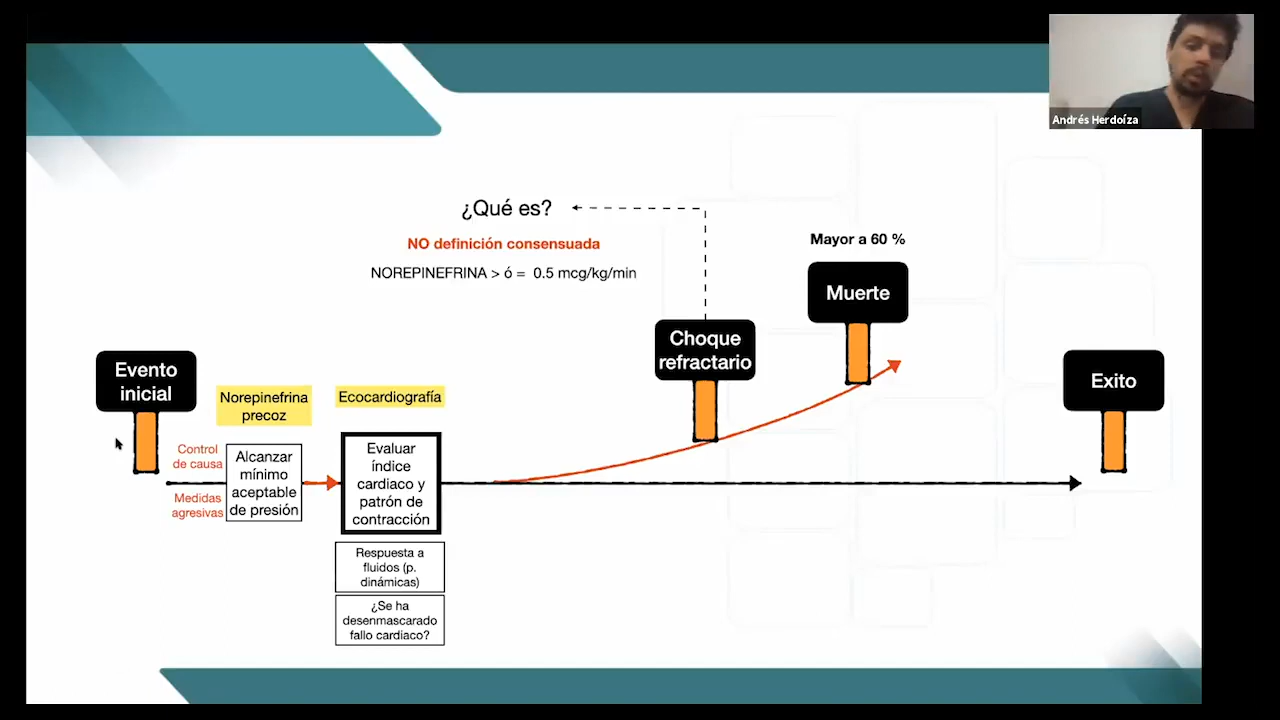 Andrés Herdoíza
¿Qué es?
NO definición consensuada
NOREPINEFRINA > ó = 0.5 mcg/kg/min
Mayor a 60 %
Muerte
Choque
refractario
Exito
Evento
inicial
Norepinefrina
precoz
Ecocardiografía
Control
de causa
Medidas
agresivas
Alcanzar
mínimo
aceptable
de presión
Evaluar
índice
cardiaco y
patrón de
contracción
Respuesta a
fluidos (p.
dinámicas)
¿Se ha
desenmascarado
fallo cardiaco?